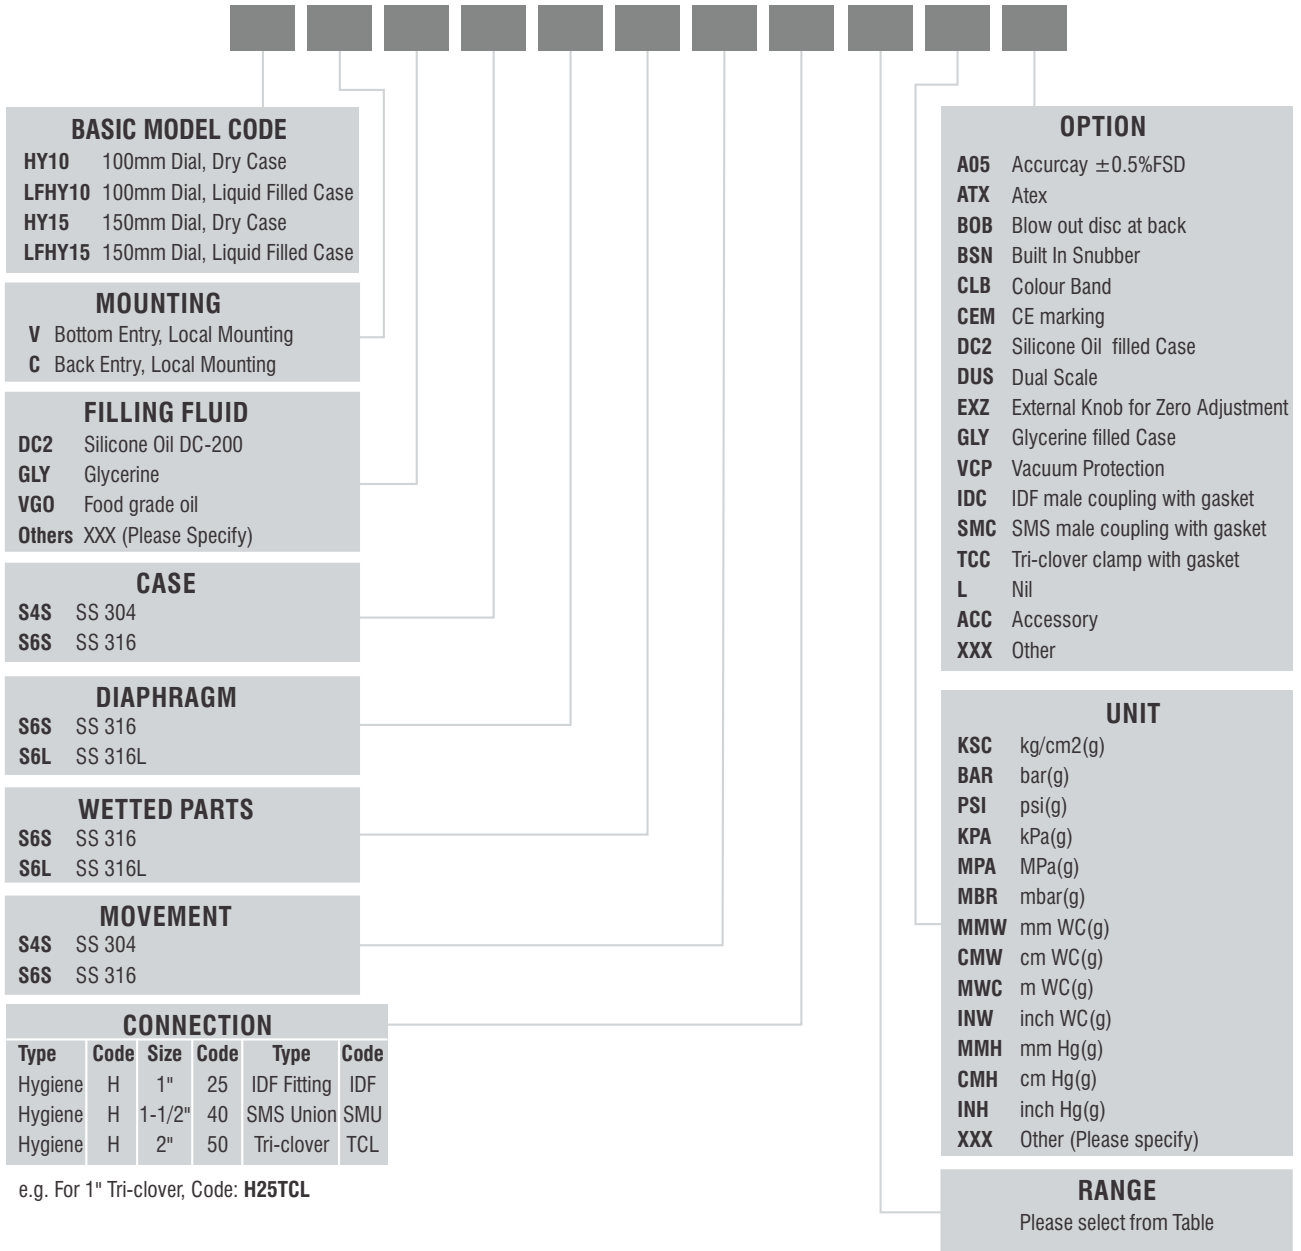 BASIC MODEL CODE
HY10 100mm Dial, Dry Case
LFHY10 100mm Dial, Liquid Filled Case
HY15 150mm Dial, Dry Case
LFHY15 150mm Dial, Liquid Filled Case
MOUNTING
V Bottom Entry, Local Mounting
C Back Entry, Local Mounting
FILLING FLUID
DC2 Silicone Oil DC-200
GLY Glycerine
VGO Food grade oil
Others XXX (Please Specify)
CASE
S4S SS 304
S6S SS 316
DIAPHRAGM
S6S SS 316
S6L SS 316L
WETTED PARTS
S6S SS 316
S6L SS 316L
MOVEMENT
S4S SS 304
S6S SS 316
CONNECTION
Type Code Size Code Type Code
Hygiene H 1" 25 IDF Fitting IDF
Hygiene H 1-1/2" 40 SMS Union SMU
Hygiene H 2" 50 Tri-clover TCL
e.g. For 1" Tri-clover, Code: H25TCL
OPTION
A05 Accurcay ±0.5%FSD
ATX Atex
BOB Blow out disc at back
BSN Built In Snubber
CLB Colour Band
CEM CE marking
DC2 Silicone Oil filled Case
DUS Dual Scale
EXZ External Knob for Zero Adjustment
GLY Glycerine filled Case
VCP Vacuum Protection
IDC IDF male coupling with gasket
SMC SMS male coupling with gasket
TCC Tri-clover clamp with gasket
L Nil
ACC Accessory
XXX Other
UNIT
KSC kg/cm2(g)
BAR bar(g)
PSI psi(g)
KPA kPa(g)
MPA MPa(g)
MBR mbar(g)
MMW mm WC(g)
CMW cm WC(g)
MWC m WC(g)
INW inch WC(g)
MMH mm Hg(g)
CMH cm Hg(g)
INH inch Hg(g)
XXX Other (Please specify)
RANGE
Please select from Table